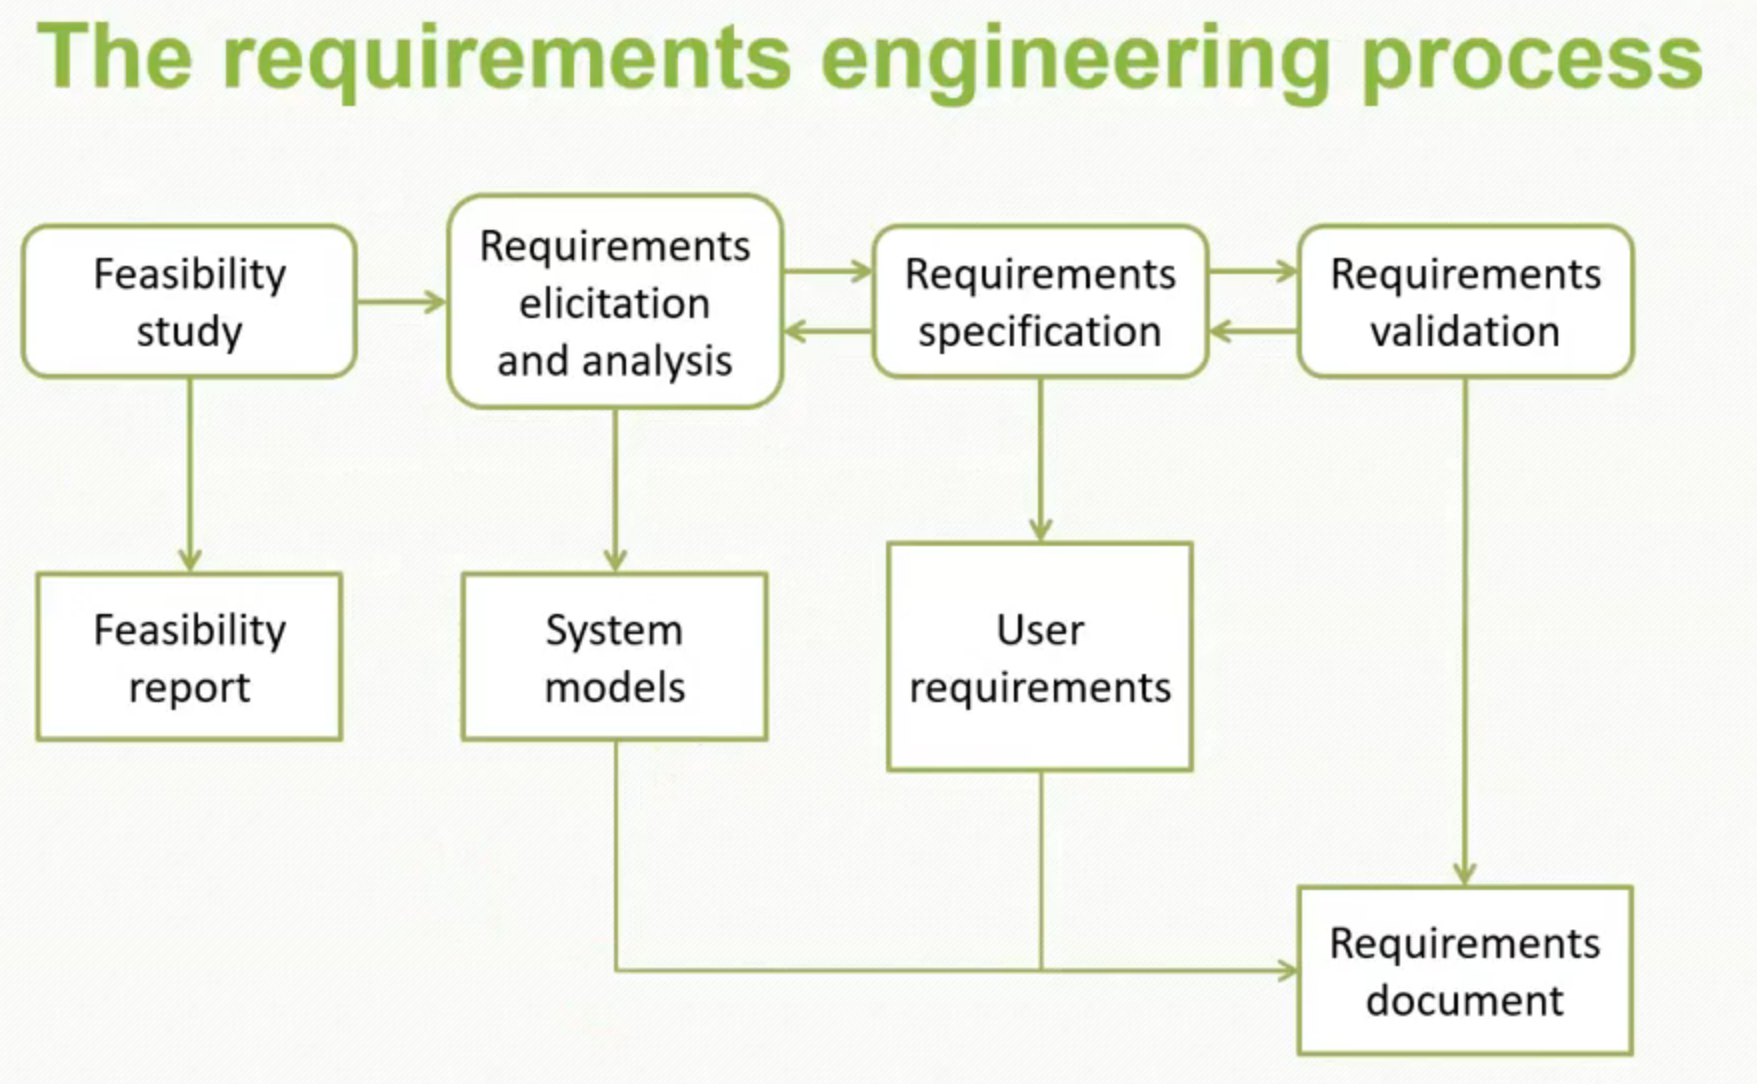 The requirements engineering process
Feasibility
study
Requirements
elicitation
and analysis
Requirements
specification
Requirements
validation
Feasibility
report
System
models
User
requirements
Requirements
document